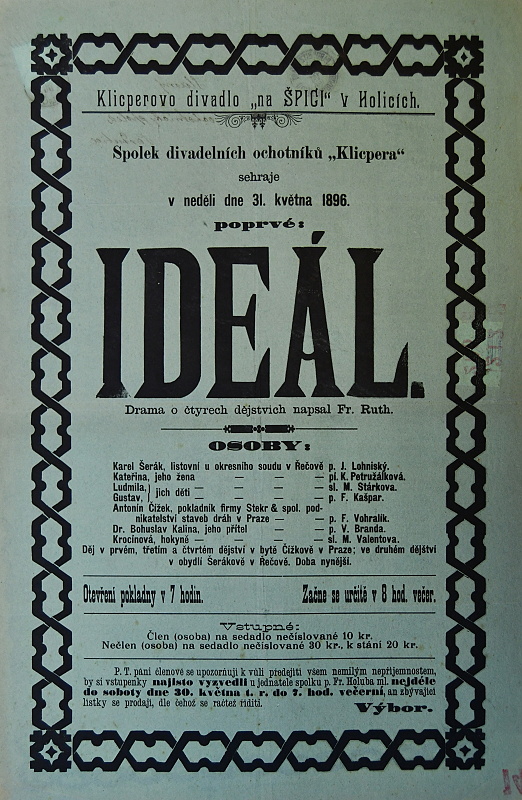 Klicperovo divadlo „na ŠPICI“ v Holicích.
Spolek divadelních ochotníků „Klicpera“
sehraje
v neděli dne 31. května 1896.
poprvé:
IDEÁL.
Drama o čtyrech dějstvích napsal Fr. Ruth.
OSOBY:
Karel Šerák, listovní u okresního soudu v Řečově p. J. Lohniský.
Kateřina, jeho žena — — — — pí. K. Petružálková.
Ludmila, } jich děti — — — — sl. M. Stárkova.
Gustav, } — — — — p. F. Kašpar.
Antonín Čížek, pokladník firmy Stekr & spol. pod-
nikatelství staveb drah v Praze — — p. F. Vohralík.
Dr. Bohuslav Kalina, jeho přítel — — p. V. Branda.
Krocínová, hokyně — — — — sl. M. Valentova.
Děj v prvém, třetím a čtvrtém dějství v bytě Čížkově v Praze; ve druhém dějství
v obydlí Šerákově v Řečově. Doba nynější.
Otevření pokladny v 7 hodin. Začne se určitě v 8 hod. večer.
Vstupné:
Člen (osoba) na sedadlo nečíslované 10 kr.
Nečlen (osoba) na sedadlo nečíslované 30 kr., k stání 20 kr.
P. T. páni členové se upozorňují k vůli předejití všem nemilým nepříjemnostem,
by si vstupenky najisto vyzvedli u jednatele spolku p. Fr. Holuba ml. nejdéle
do soboty dne 30. května t. r. do 7. hod. večerní, an zbývající
lístky se prodají, dle čehož se račtež říditi.
Výbor.